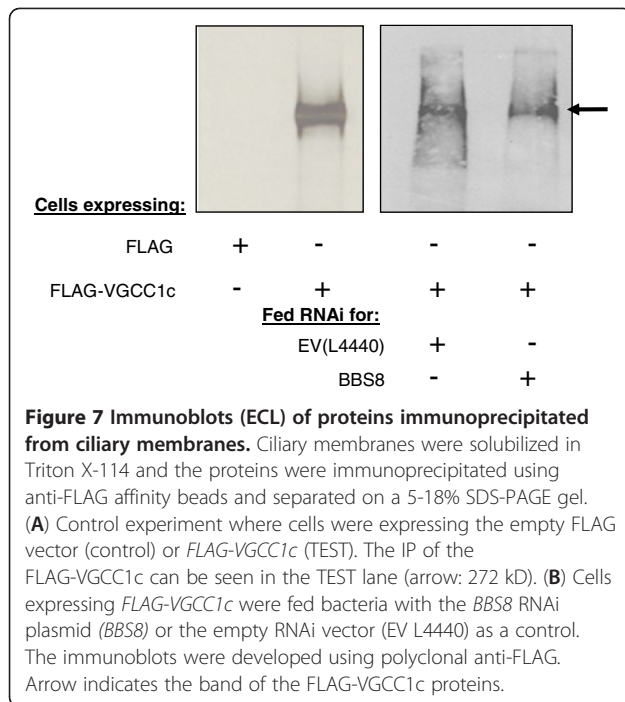 Cells expressing:
FLAG + - - -
FLAG-VGCC1c - + + +
Fed RNAi for:
EV(L4440) + -
BBS8 - +
Figure 7 Immunoblots (ECL) of proteins immunoprecipitated
from ciliary membranes. Ciliary membranes were solubilized in
Triton X-114 and the proteins were immunoprecipitated using
anti-FLAG affinity beads and separated on a 5-18% SDS-PAGE gel.
(A) Control experiment where cells were expressing the empty FLAG
vector (control) or FLAG-VGCC1c (TEST). The IP of the
FLAG-VGCC1c can be seen in the TEST lane (arrow: 272 kD). (B) Cells
expressing FLAG-VGCC1c were fed bacteria with the BBS8 RNAi
plasmid (BBS8) or the empty RNAi vector (EV L4440) as a control.
The immunoblots were developed using polyclonal anti-FLAG.
Arrow indicates the band of the FLAG-VGCC1c proteins.